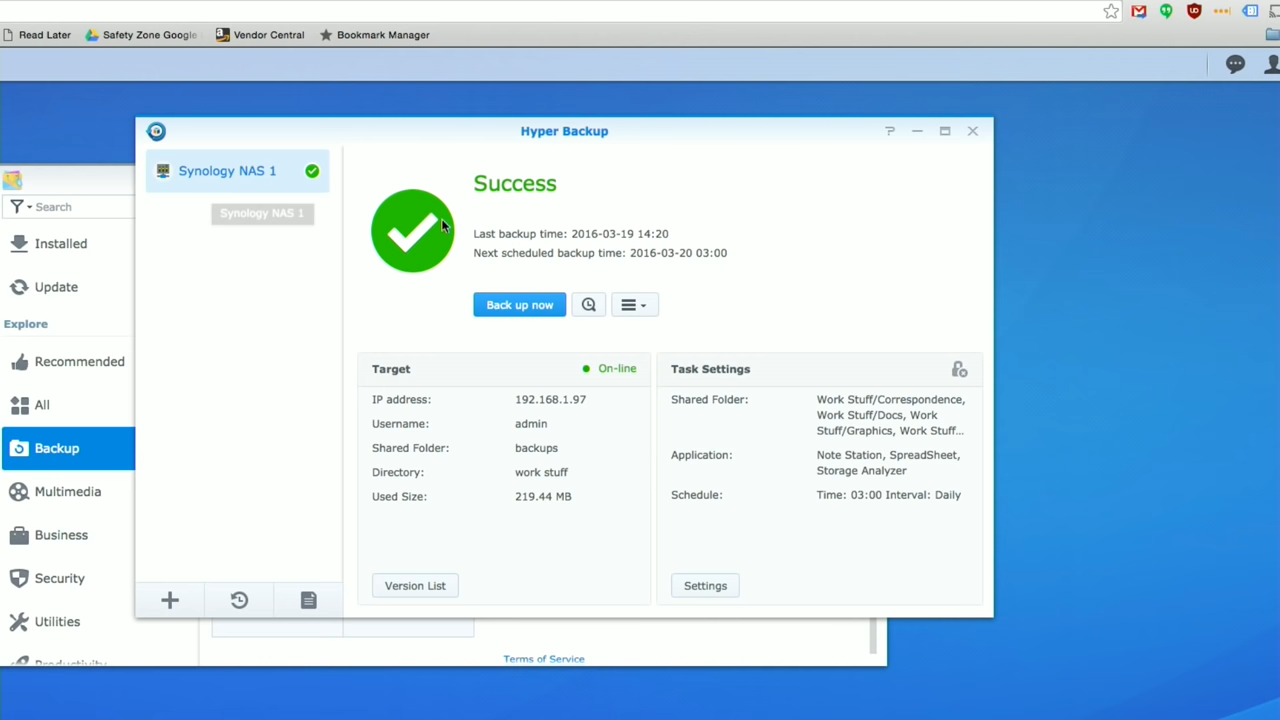 Read Later
Safety Zone Google
Vendor Central
Bookmark Manager
Hyper Backup
?
Synology NAS 1
Synology NAS 1
Success
Last backup time: 2016-03-19 14:20
Next scheduled backup time: 2016-03-20 03:00
Back up now
Search
Installed
Update
Explore
Recommended
All
Backup
Multimedia
Business
Security
Utilities
Productivity
Target
On-line
IP address: 192.168.1.97
Username: admin
Shared Folder: backups
Directory: work stuff
Used Size: 219.44 MB
Version List
Task Settings
Shared Folder: Work Stuff/Correspondence,
Work Stuff/Docs, Work
Stuff/Graphics, Work Stuff...
Application: Note Station, SpreadSheet,
Storage Analyzer
Schedule: Time: 03:00 Interval: Daily
Settings
Terms of Service